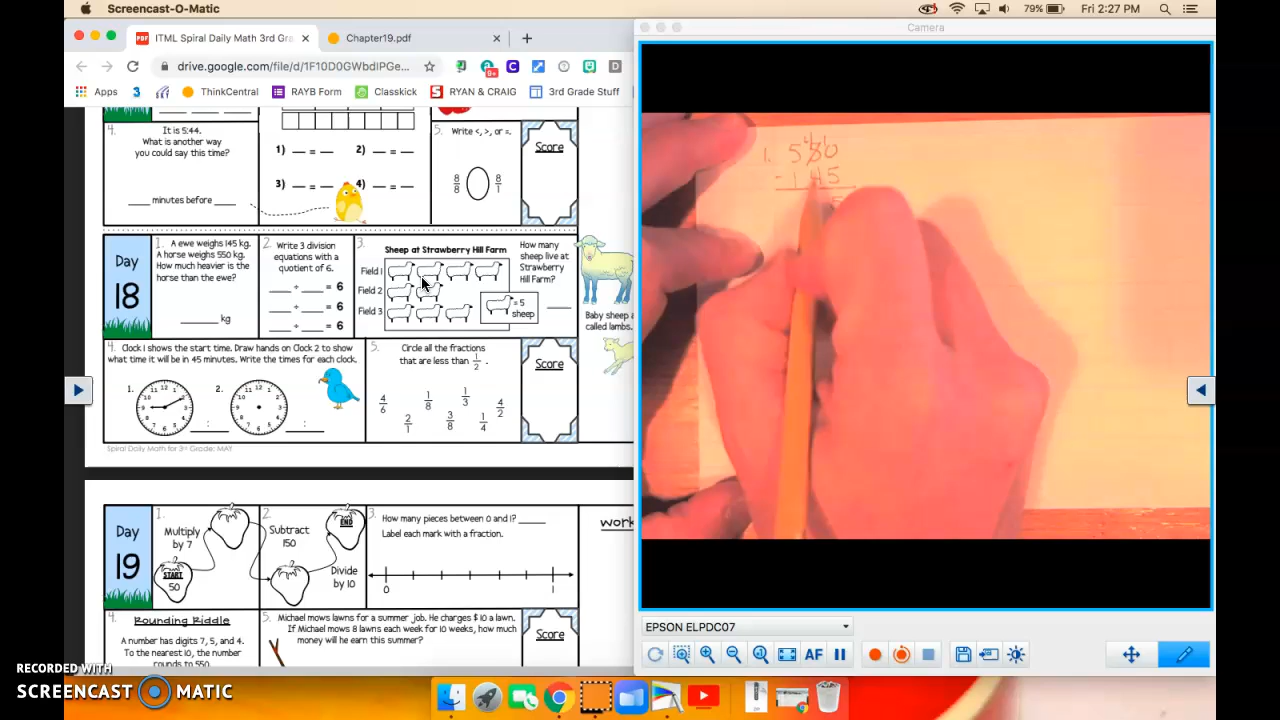 Screencast-O-Matic
79%
Fri 2:27 PM
ITML Spiral Daily Math 3rd Gra
Chapter19.pdf
drive.google.com/file/d/1F10D0GWbdIPGe...
Apps
ThinkCentral
RAYB Form
Classkick
RYAN & CRAIG
3rd Grade Stuff
Camera
4. It is 5:44.
What is another way
you could say this time?
____ minutes before ____
1) __ = __ 2) __ = __
3) __ = __ 4) __ = __
5. Write <, >, or =.
8/8 8/1
Score
Day
18
1. A ewe weighs 145 kg.
A horse weighs 550 kg.
How much heavier is the
horse than the ewe?
______ kg
2. Write 3 division
equations with a
quotient of 6.
___ ÷ ___ = 6
___ ÷ ___ = 6
___ ÷ ___ = 6
3. Sheep at Strawberry Hill Farm
Field 1
Field 2
Field 3
= 5
sheep
How many
sheep live at
Strawberry
Hill Farm?
Baby sheep a
called lambs.
4. Clock 1 shows the start time. Draw hands on Clock 2 to show
what time it will be in 45 minutes. Write the times for each clock.
1.
2.
5. Circle all the fractions
that are less than 1/2.
4/6 2/1 1/8 3/8 1/3 1/4 4/2
Score
Spiral Daily Math for 3rd Grade: MAY
Day
19
1. Multiply
by 7
START
50
2. Subtract
150
END
Divide
by 10
3. How many pieces between 0 and 1? _____
Label each mark with a fraction.
0 1
work
4. Rounding Riddle
A number has digits 7, 5, and 4.
To the nearest 10, the number
rounds to 550.
5. Michael mows lawns for a summer job. He charges $10 a lawn.
If Michael mows 8 lawns each week for 10 weeks, how much
money will he earn this summer?
Score
1. 5
- 145
5
EPSON ELPDC07
AF
RECORDED WITH
SCREENCAST MATIC